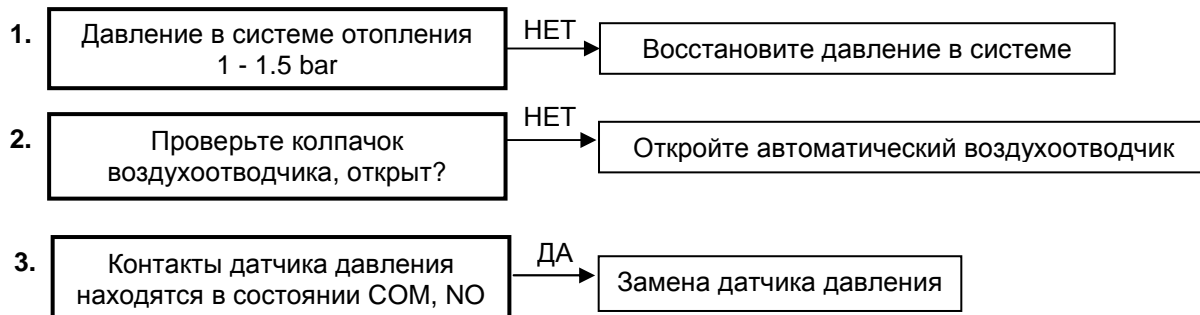 1.
Давление в системе отопления
1 - 1.5 bar
НЕТ
Восстановите давление в системе
2.
Проверьте колпачок
воздухоотводчика, открыт?
НЕТ
Откройте автоматический воздухоотводчик
3.
Контакты датчика давления
находятся в состоянии COM, NO
ДА
Замена датчика давления